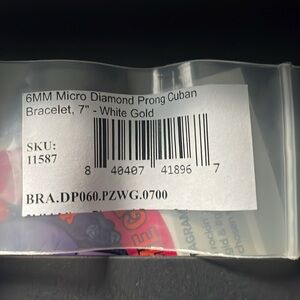 6MM Micro Diamond Prong Cuban
Bracelet, 7" - White Gold
SKU:
11587
8 40407 41896 7
BRA.DP060.PZWG.0700